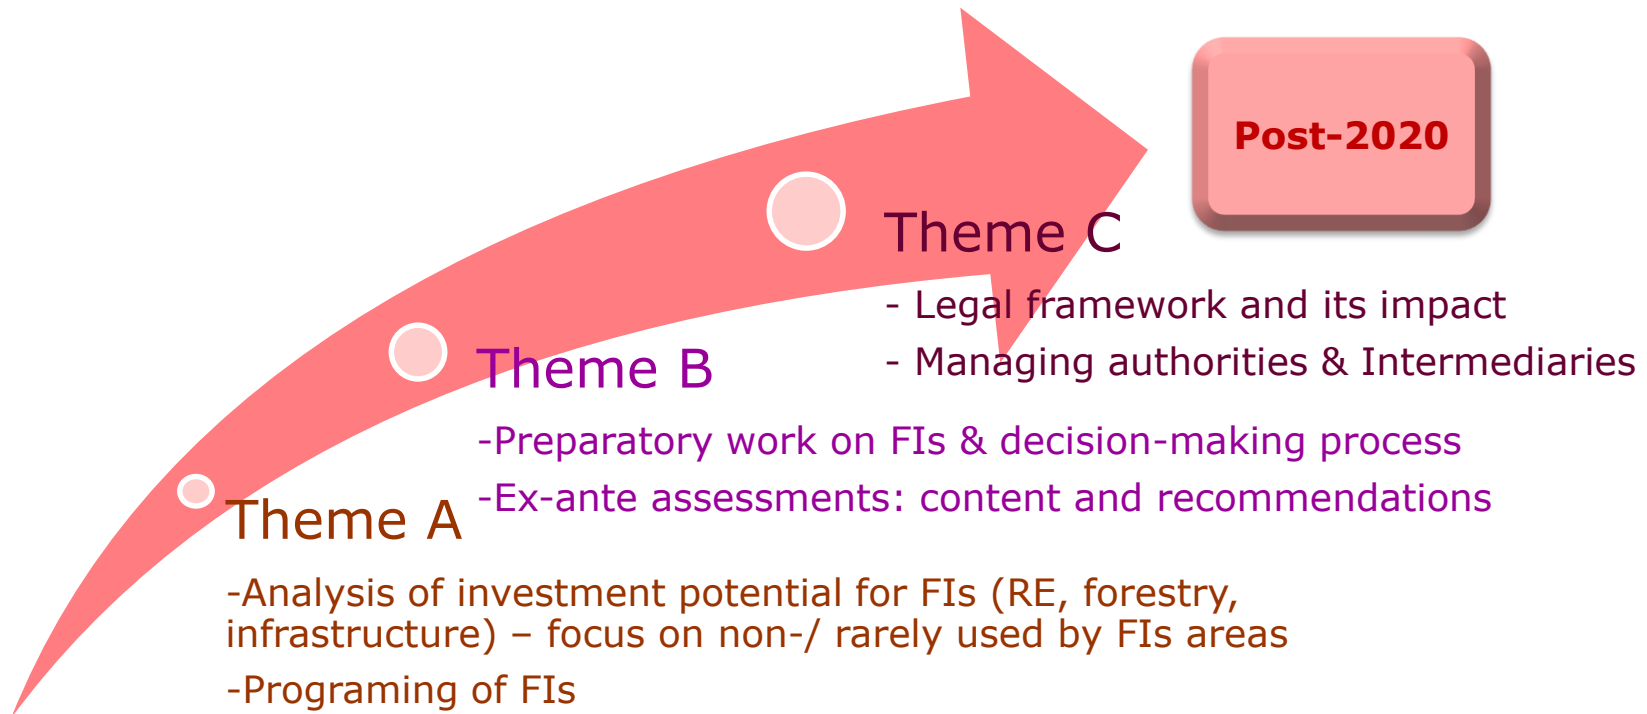 Post-2020
Theme C
- Legal framework and its impact
- Managing authorities & Intermediaries
Theme B
-Preparatory work on FIs & decision-making process
-Ex-ante assessments: content and recommendations
Theme A
-Analysis of investment potential for FIs (RE, forestry,
infrastructure) – focus on non-/ rarely used by FIs areas
-Programing of FIs